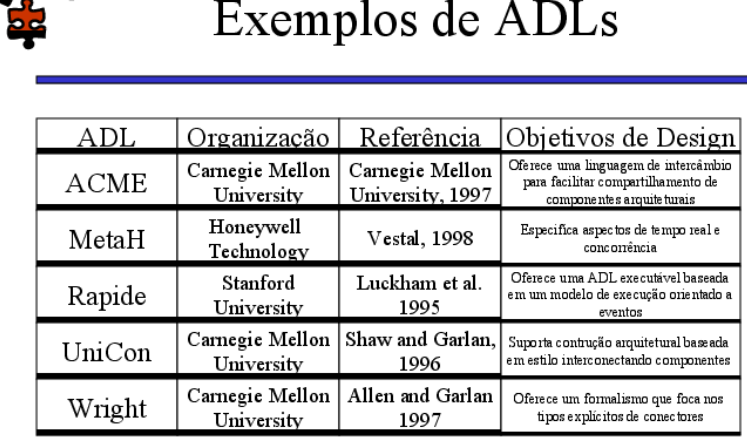 Exemplos de ADLs
ADL Organização Referência Objetivos de Design
ACME
Carnegie Mellon
University
Carnegie Mellon
University, 1997
Oferece uma linguagem de intercâmbio
para facilitar compartilhamento de
componentes arquiteturais
MetaH
Honeywell
Technology
Vestal, 1998
Especifica aspectos de tempo real e
concorrência
Rapide
Stanford
University
Luckham et al.
1995
Oferece uma ADL executável baseada
em um modelo de execução orientado a
eventos
UniCon
Carnegie Mellon
University
Shaw and Garlan,
1996
Suporta contrução arquitetural baseada
em estilo interconectando componentes
Wright
Carnegie Mellon
University
Allen and Garlan
1997
Oferece um formalismo que foca nos
tipos explícitos de conectores